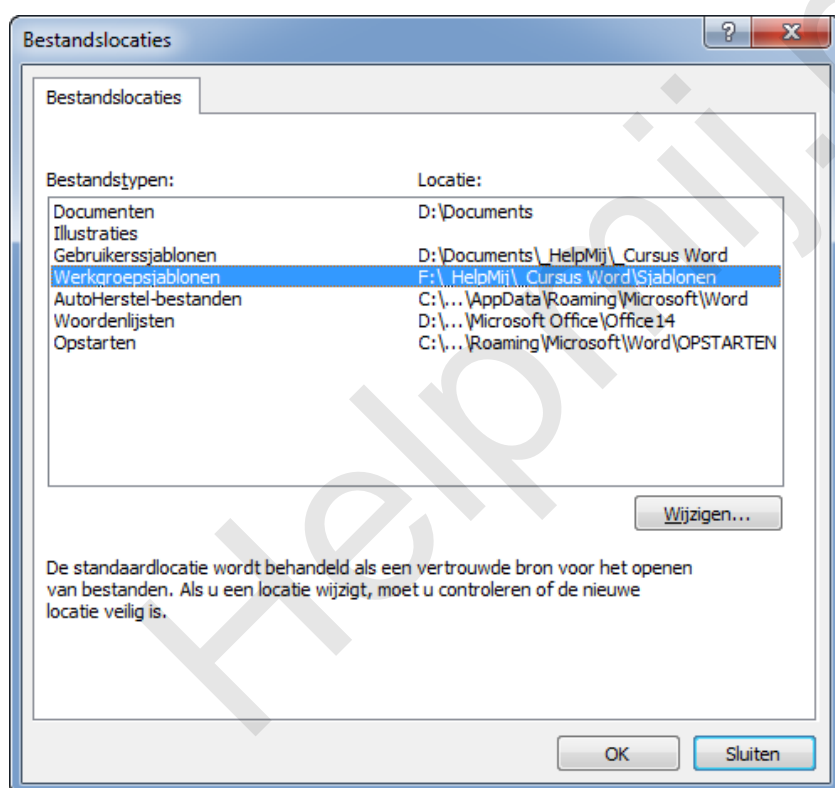 Bestandslocaties
Bestandslocaties
Bestandstypen: Locatie:
Documenten D:\Documents
Illustraties
Gebruikerssjablonen D:\Documents\_HelpMij\_Cursus Word
Werkgroepsjablonen F:\_HelpMij\_Cursus Word\Sjablonen
AutoHerstel-bestanden C:\...\AppData\Roaming\Microsoft\Word
Woordenlijsten D:\...\Microsoft Office\Office14
Opstarten C:\...\Roaming\Microsoft\Word\OPSTARTEN
Wijzigen...
De standaardlocatie wordt behandeld als een vertrouwde bron voor het openen
van bestanden. Als u een locatie wijzigt, moet u controleren of de nieuwe
locatie veilig is.
OK Sluiten
Helpmij.